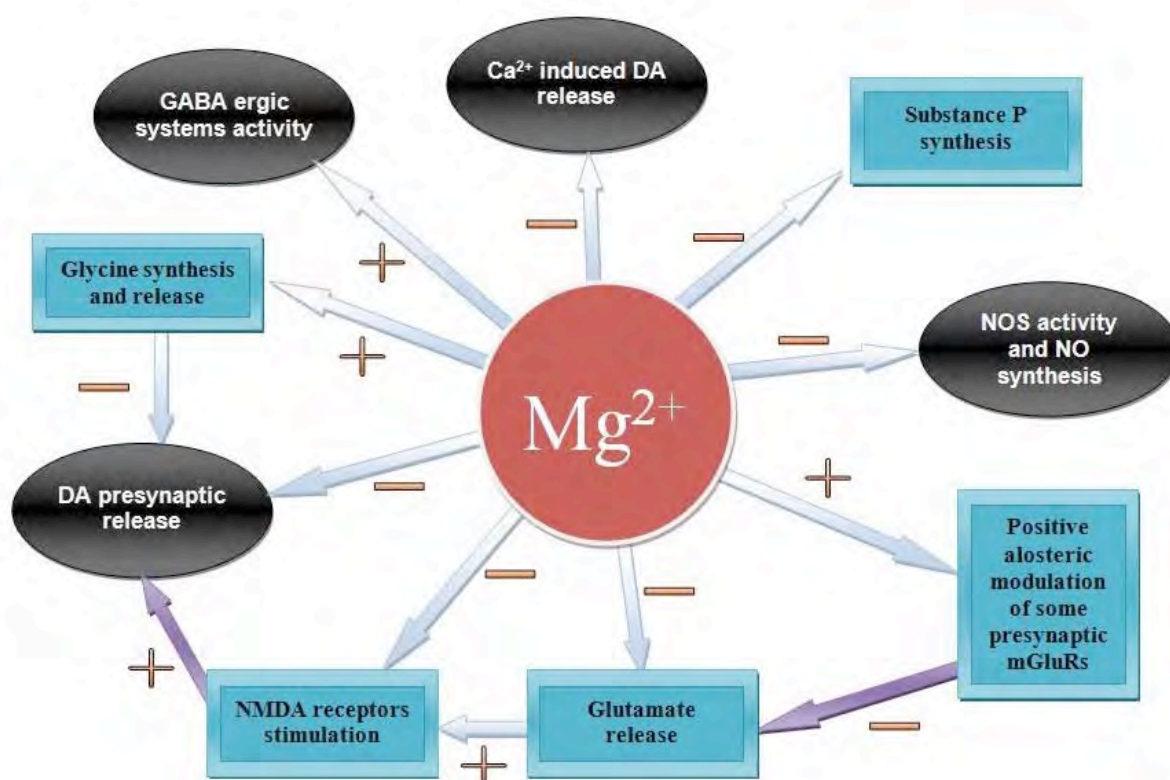 GABA ergic
systems activity
Ca²⁺ induced DA
release
Substance P
synthesis
Glycine synthesis
and release
NOS activity
and NO
synthesis
Mg²⁺
DA presynaptic
release
Positive
alosteric
modulation
of some
presynaptic
mGluRs
NMDA receptors
stimulation
Glutamate
release